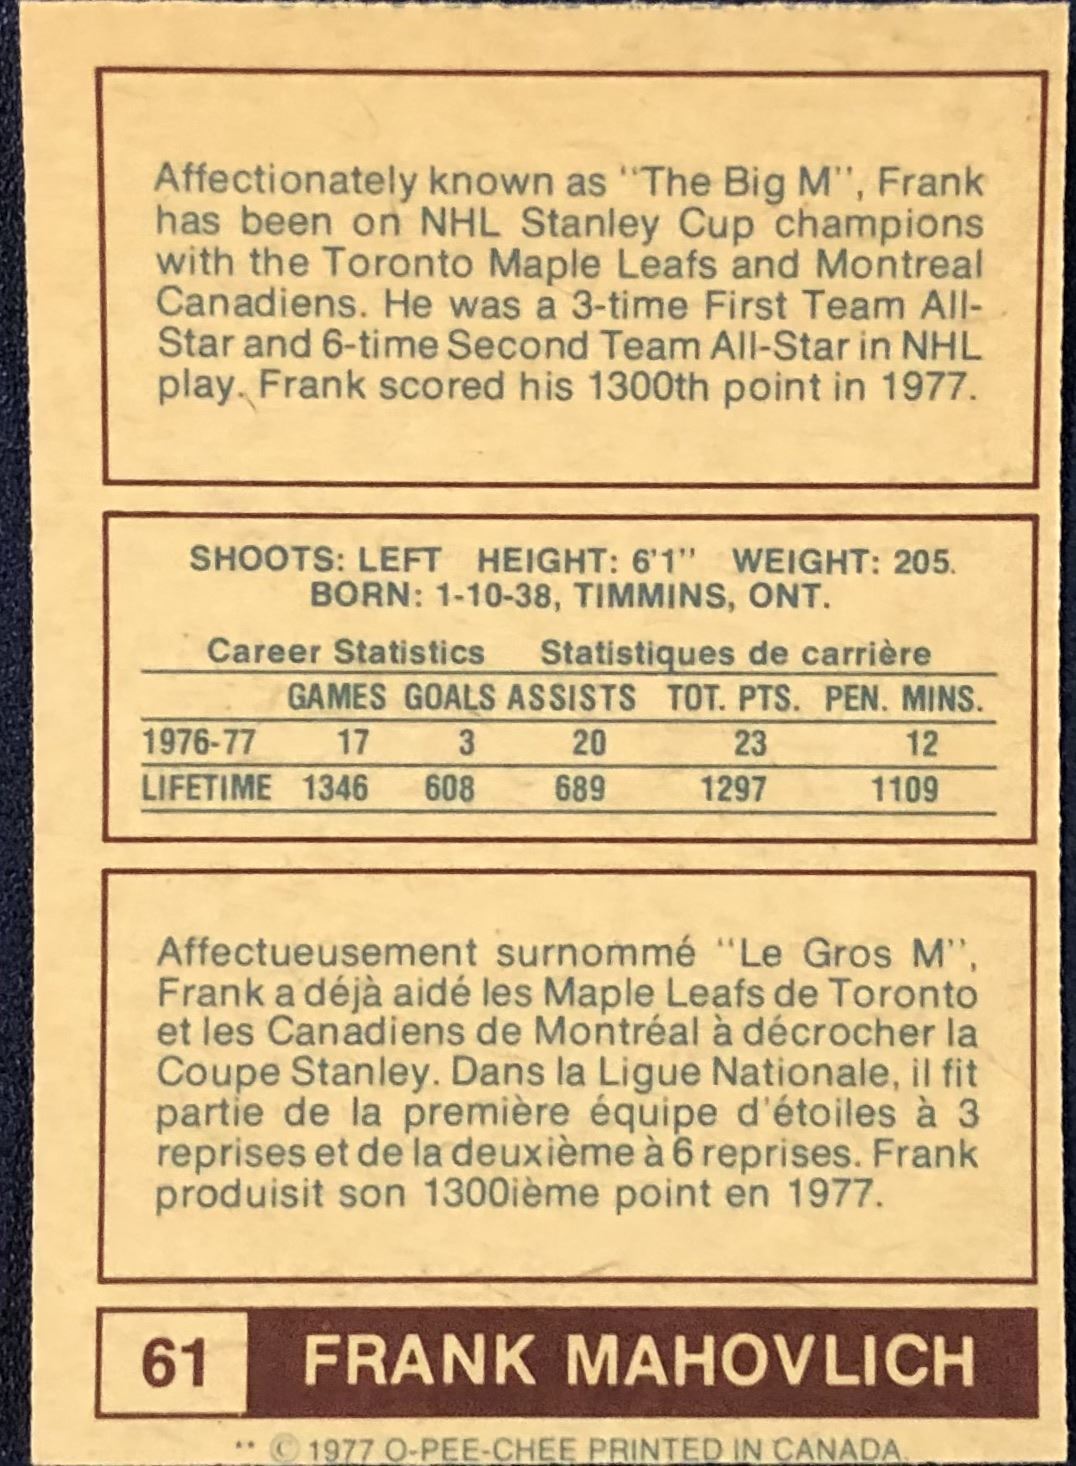 Affectionately known as "The Big M", Frank
has been on NHL Stanley Cup champions
with the Toronto Maple Leafs and Montreal
Canadiens. He was a 3-time First Team All-
Star and 6-time Second Team All-Star in NHL
play. Frank scored his 1300th point in 1977.
SHOOTS: LEFT HEIGHT: 6'1" WEIGHT: 205.
BORN: 1-10-38, TIMMINS, ONT.
Career Statistics Statistiques de carrière
GAMES GOALS ASSISTS TOT. PTS. PEN. MINS.
1976-77 17 3 20 23 12
LIFETIME 1346 608 689 1297 1109
Affectueusement surnommé "Le Gros M",
Frank a déjà aidé les Maple Leafs de Toronto
et les Canadiens de Montréal à décrocher la
Coupe Stanley. Dans la Ligue Nationale, il fit
partie de la première équipe d'étoiles à 3
reprises et de la deuxième à 6 reprises. Frank
produisit son 1300ième point en 1977.
61 FRANK MAHOVLICH
** © 1977 O-PEE-CHEE PRINTED IN CANADA.